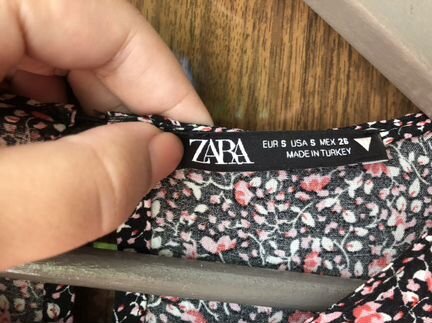 ZARA
EUR S USA S MEX 26
MADE IN TURKEY